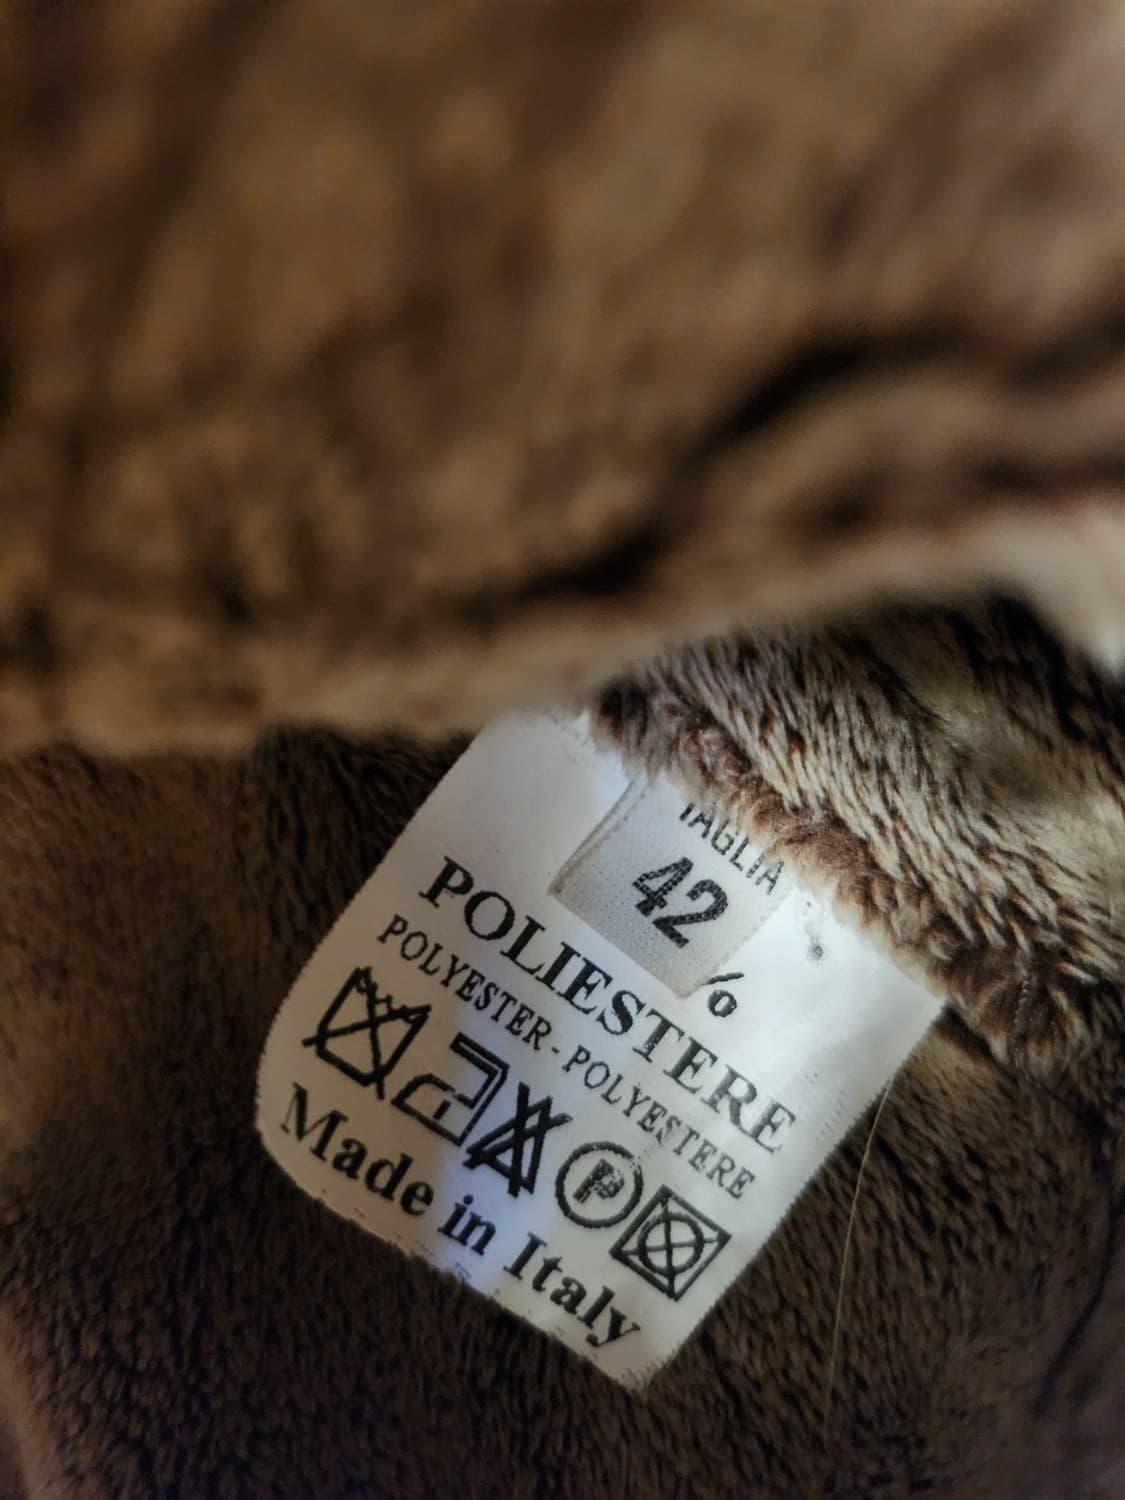 TAGLIA
42
%
POLIESTERE
POLYESTER - POLYESTERE
P
Made in Italy